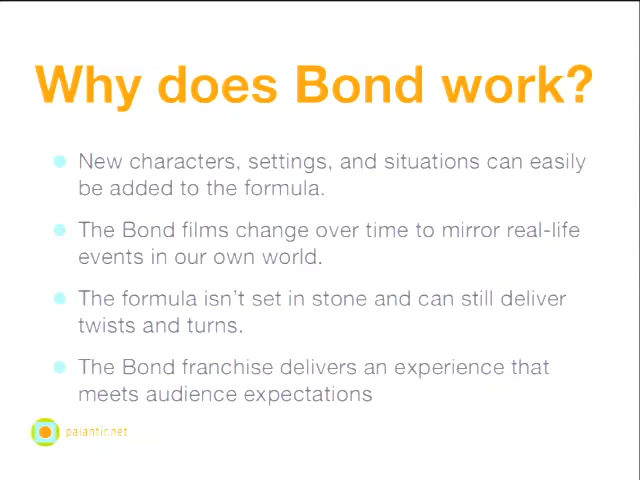 Why does Bond work?
New characters, settings, and situations can easily
be added to the formula.
The Bond films change over time to mirror real-life
events in our own world.
The formula isn't set in stone and can still deliver
twists and turns.
The Bond franchise delivers an experience that
meets audience expectations
palantir.net